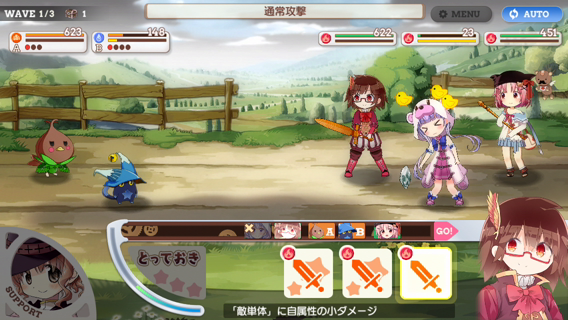 WAVE 1/3
1
通常攻撃
MENU
AUTO
623
A
148
B
622
23
451
A
B
GO!
とっておき
SUPPORT
「敵単体」に自属性の小ダメージ